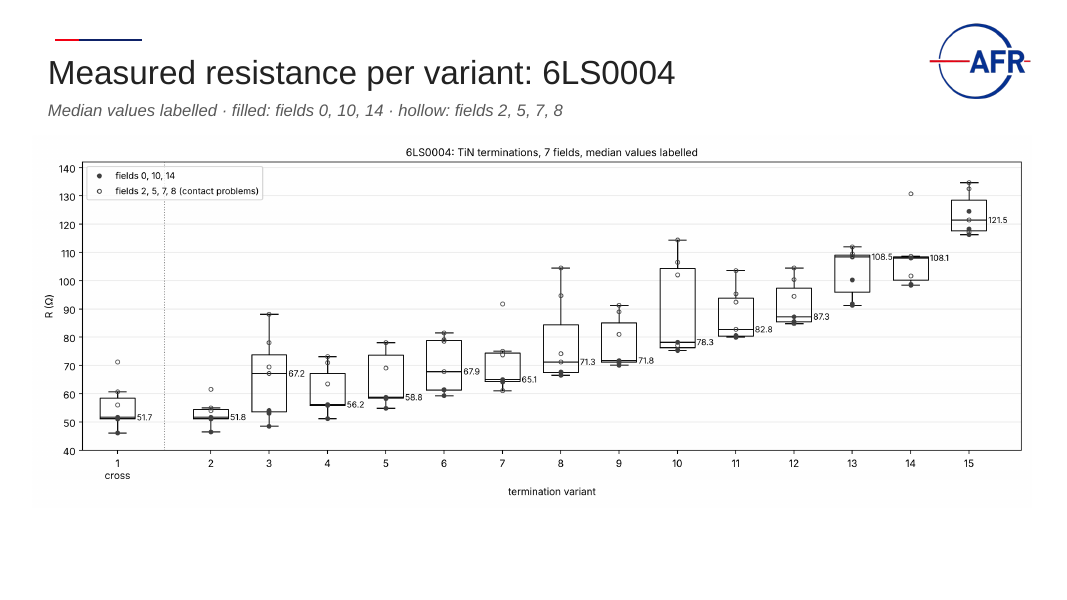 AFR
Measured resistance per variant: 6LS0004
Median values labelled · filled: fields 0, 10, 14 · hollow: fields 2, 5, 7, 8
6LS0004: TiN terminations, 7 fields, median values labelled
fields 0, 10, 14
fields 2, 5, 7, 8 (contact problems)
140
130
120
110
100
90
80
70
60
50
40
R (Ω)
51.7
51.8
67.2
56.2
58.8
67.9
65.1
71.3
71.8
78.3
82.8
87.3
108.5
108.1
121.5
1 2 3 4 5 6 7 8 9 10 11 12 13 14 15
cross
termination variant